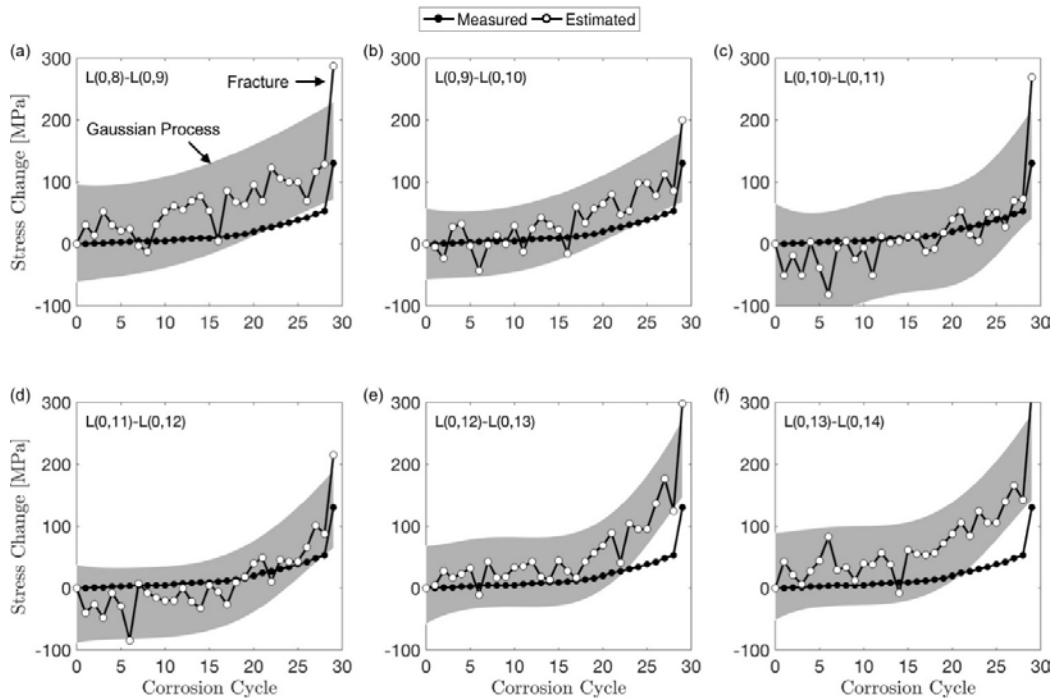 Measured Estimated
(a) (b) (c)
L(0,8)-L(0,9) L(0,9)-L(0,10) L(0,10)-L(0,11)
Fracture
Gaussian Process
Stress Change [MPa]
300 300 300
200 200 200
100 100 100
0 0 0
-100 -100 -100
0 5 10 15 20 25 30 0 5 10 15 20 25 30 0 5 10 15 20 25 30
(d) (e) (f)
L(0,11)-L(0,12) L(0,12)-L(0,13) L(0,13)-L(0,14)
Stress Change [MPa]
300 300 300
200 200 200
100 100 100
0 0 0
-100 -100 -100
0 5 10 15 20 25 30 0 5 10 15 20 25 30 0 5 10 15 20 25 30
Corrosion Cycle Corrosion Cycle Corrosion Cycle